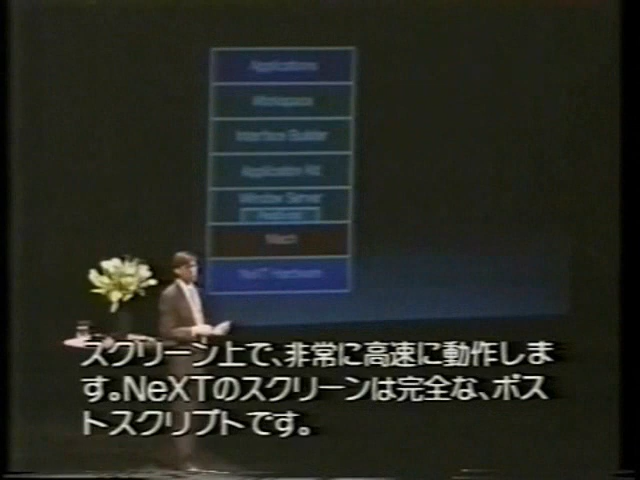 Applications
Workspace
Interface Builder
Application Kit
Window Server
Mach
NeXT Hardware
スクリーン上で、非常に高速に動作しま
す。NeXTのスクリーンは完全な、ポス
トスクリプトです。